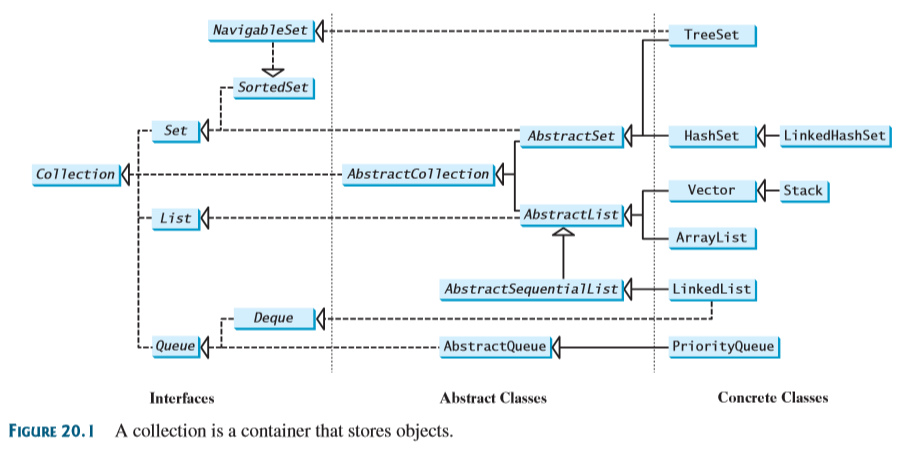 NavigableSet
TreeSet
SortedSet
Set
AbstractSet
HashSet
LinkedHashSet
Collection
AbstractCollection
Vector
Stack
List
AbstractList
ArrayList
AbstractSequentialList
LinkedList
Deque
Queue
AbstractQueue
PriorityQueue
Interfaces
Abstract Classes
Concrete Classes
FIGURE 20.1 A collection is a container that stores objects.